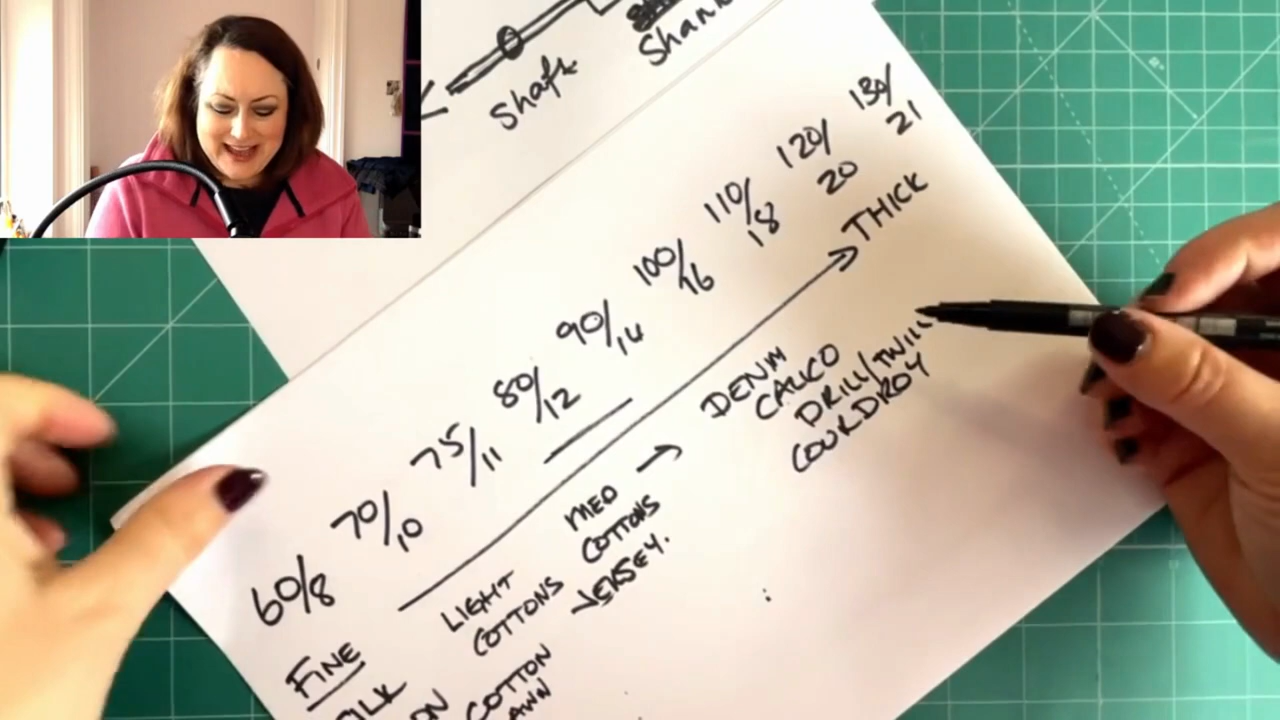 Shaft
Shank
60/8
70/10
75/11
80/12
90/14
100/16
110/18
120/
20
130/
21
THICK
FINE
LIGHT
COTTONS
COTTON
MED
COTTONS
JERSEY.
DENM
CALICO
DRILL/TWILL
COURDROY